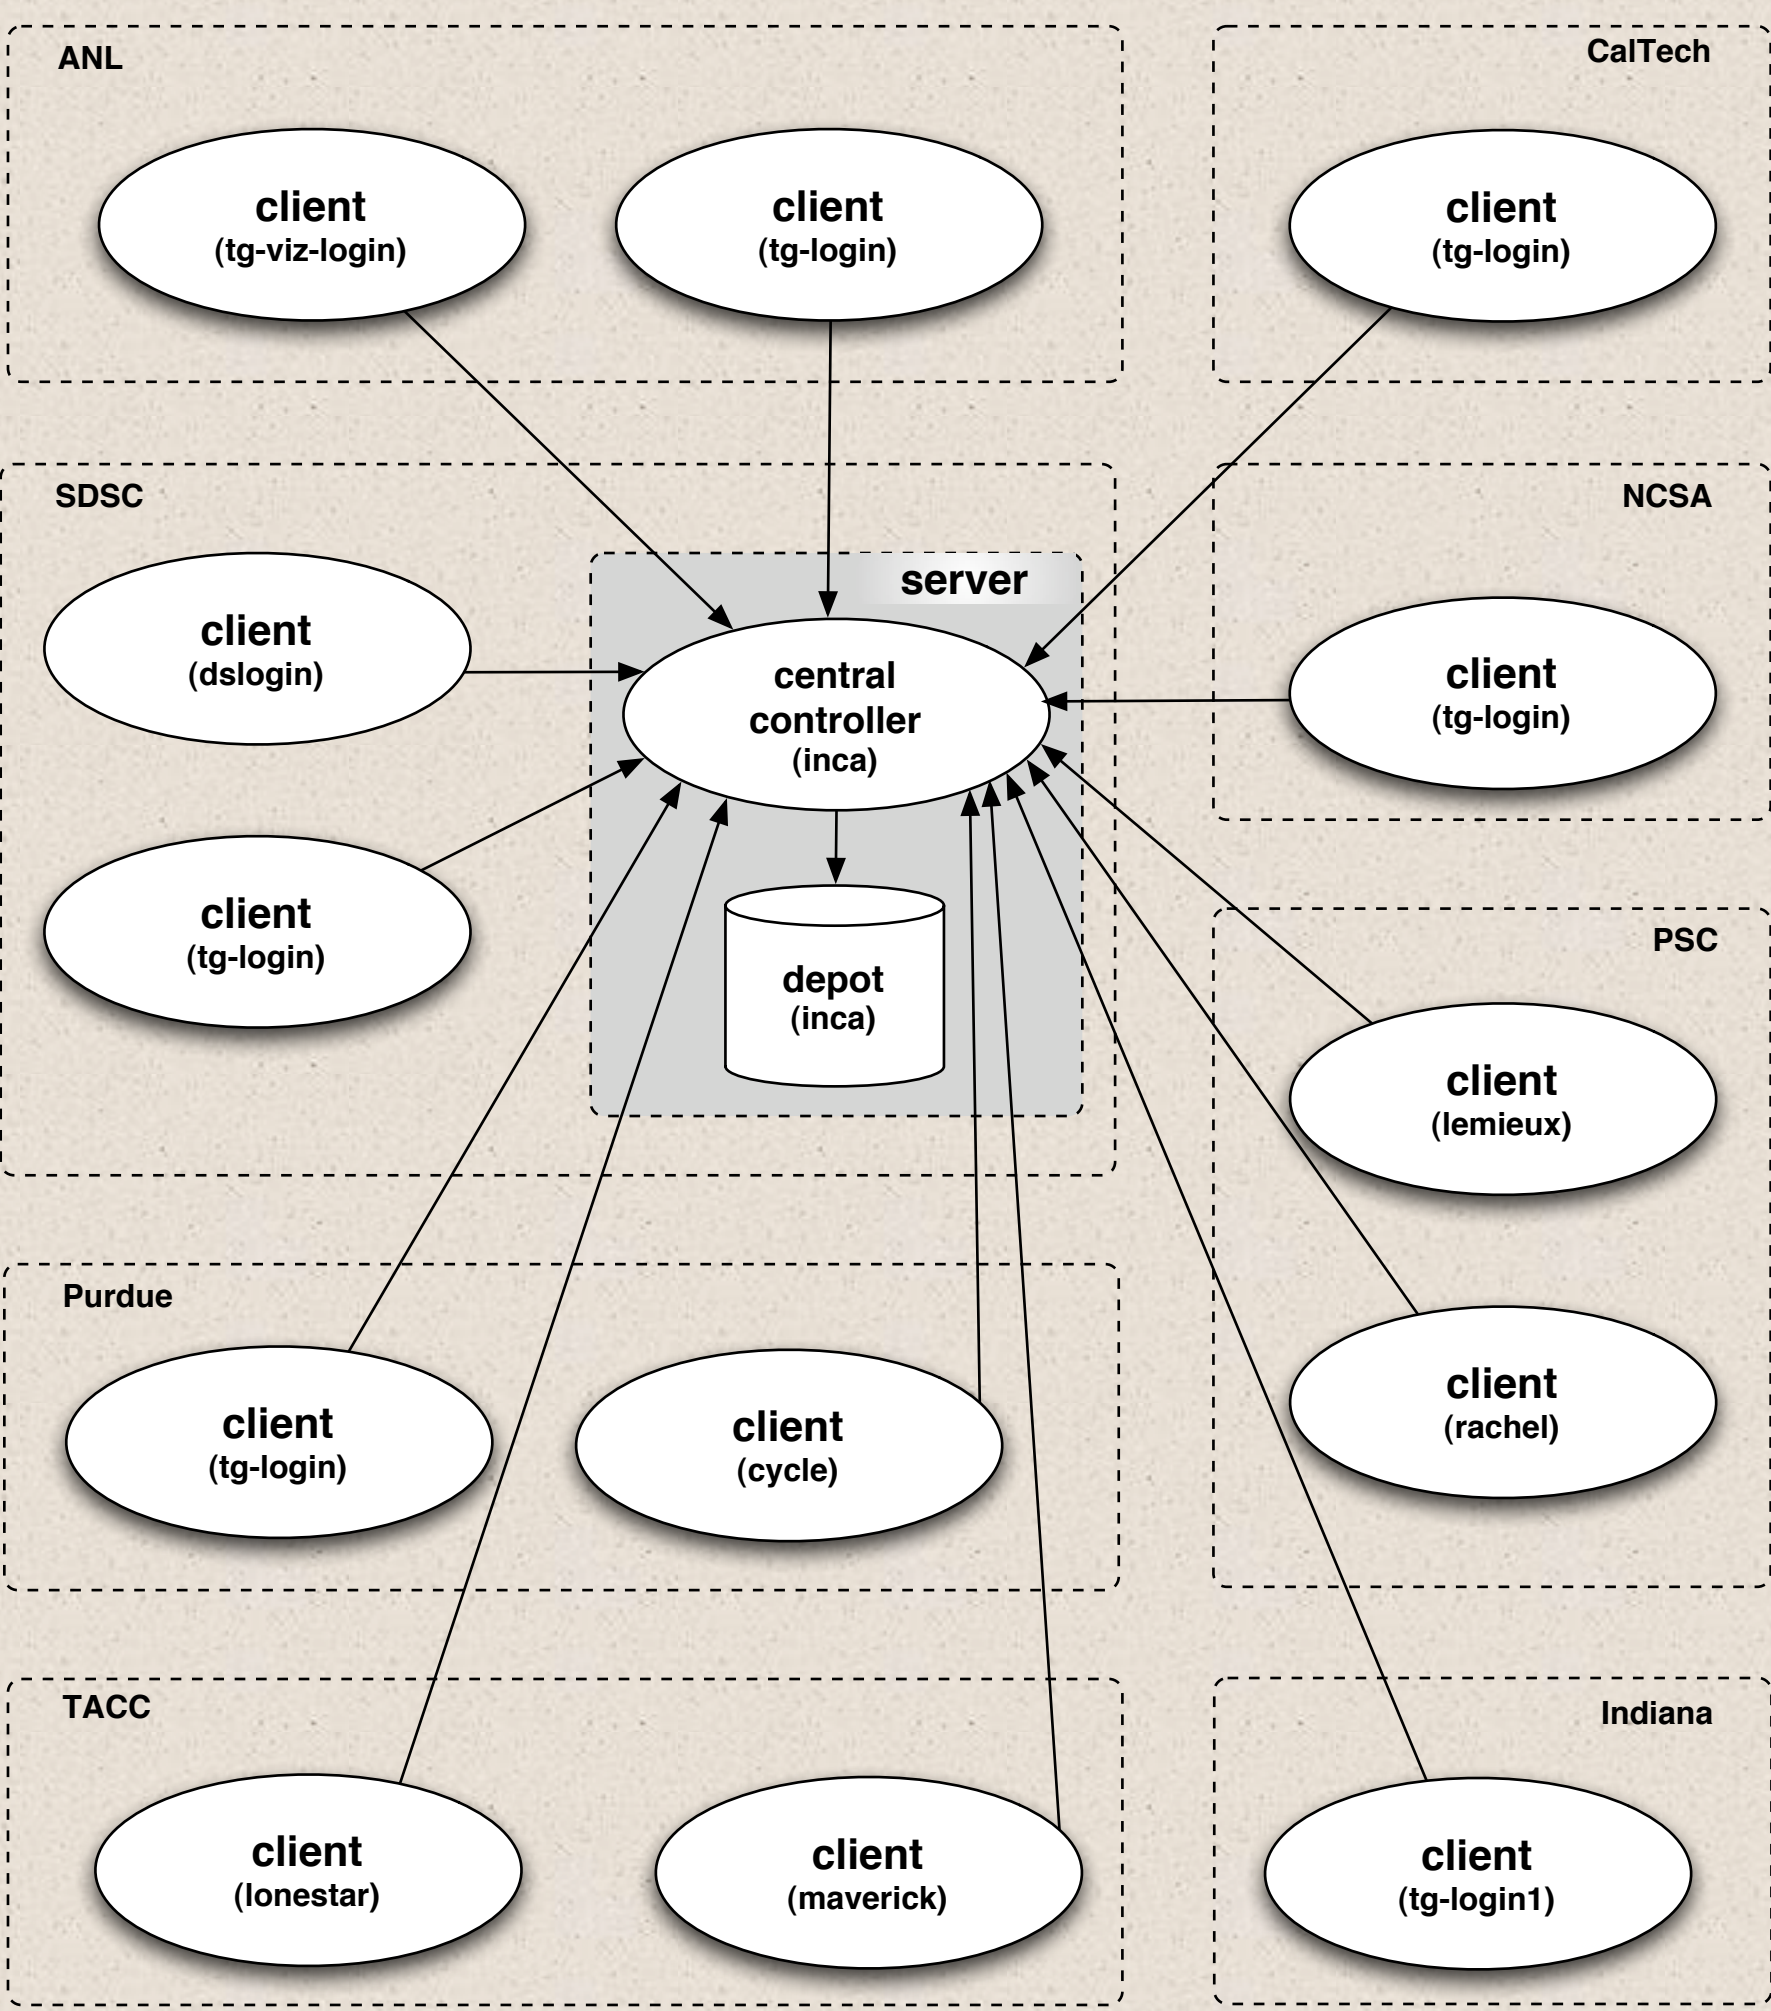 ANL
client
(tg-viz-login)
client
(tg-login)
CalTech
client
(tg-login)
SDSC
client
(dslogin)
client
(tg-login)
server
central
controller
(inca)
depot
(inca)
NCSA
client
(tg-login)
PSC
client
(lemieux)
client
(rachel)
Purdue
client
(tg-login)
client
(cycle)
TACC
client
(lonestar)
client
(maverick)
Indiana
client
(tg-login1)